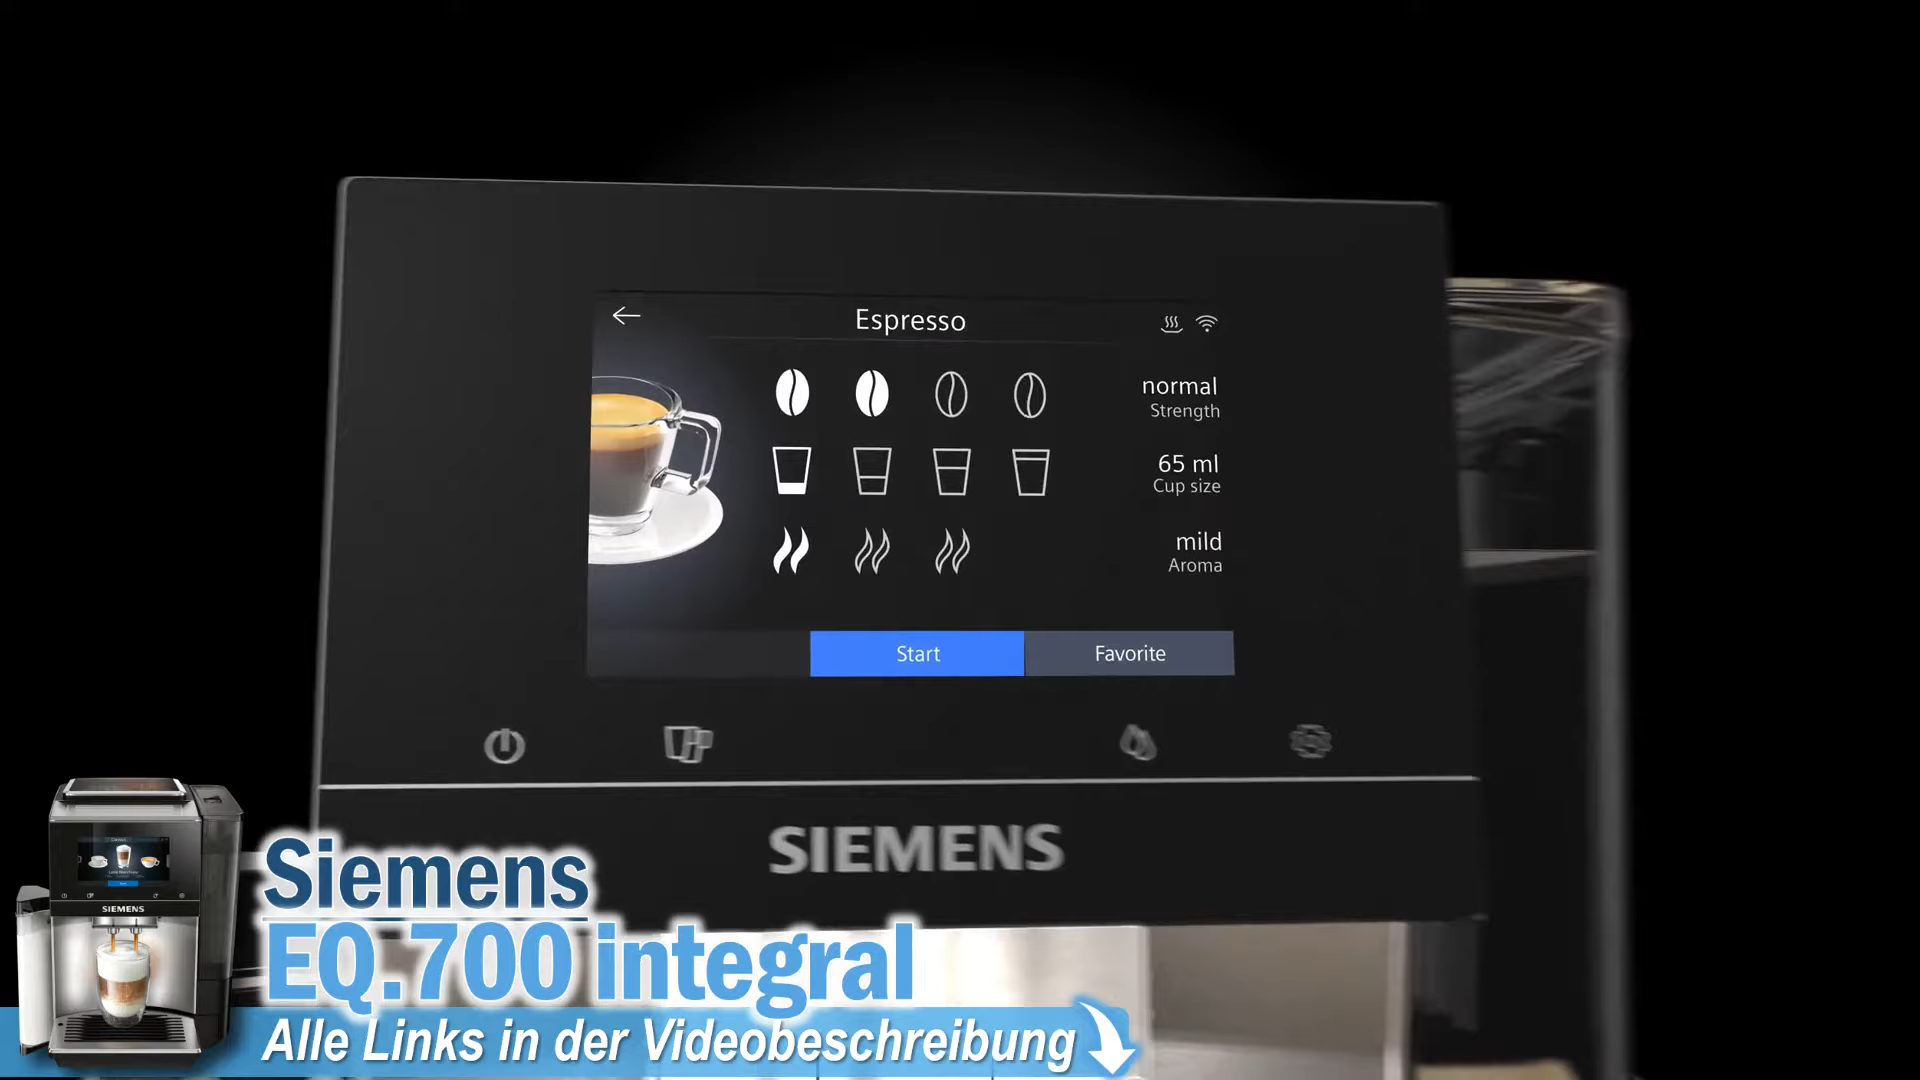 Espresso
normal
Strength
65 ml
Cup size
mild
Aroma
Start
Favorite
SIEMENS
SIEMENS
Siemens
EQ.700 integral
Alle Links in der Videobeschreibung